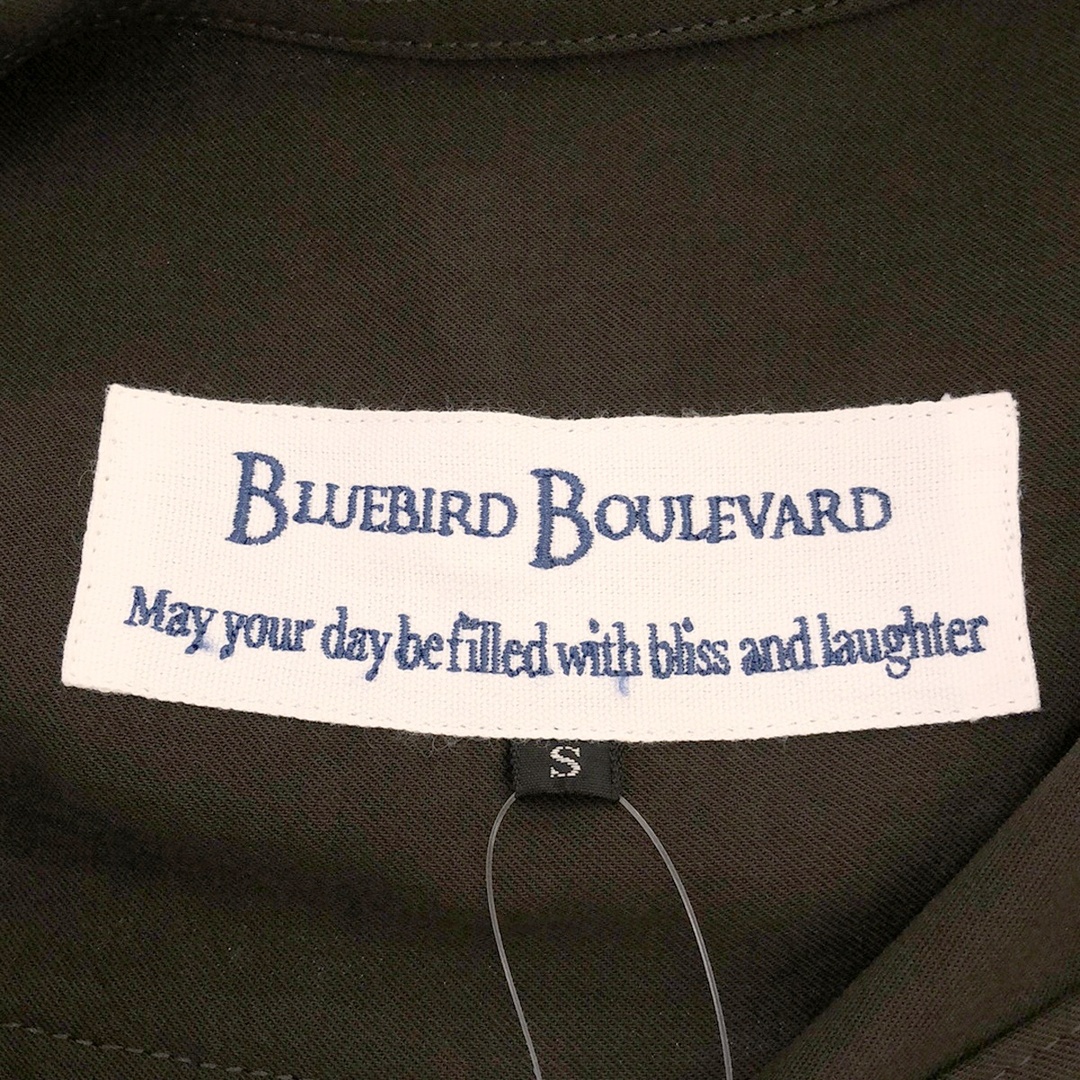 BLUEBIRD BOULEVARD
May your day be filled with bliss and laughter
S